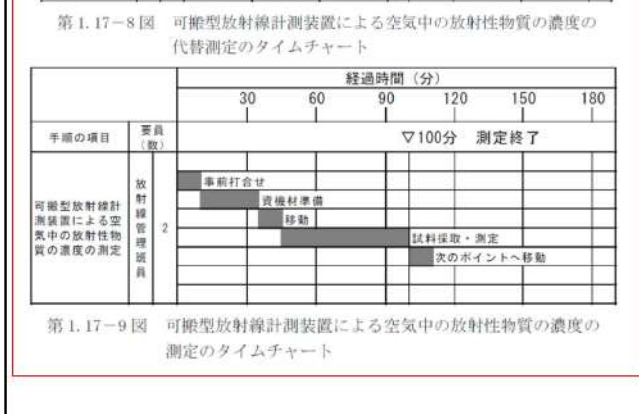 第1.17-8図 可搬型放射線計測装置による空気中の放射性物質の濃度の
代替測定のタイムチャート
経過時間(分)
30 60 90 120 150 180
手順の項目 要員(数) ▽100分 測定終了
可搬型放射線計測装置による空気中の放射性物質の濃度の測定
放射線管理班員
2
事前打合せ
資機材準備
移動
試料採取・測定
次のポイントへ移動
第1.17-9図 可搬型放射線計測装置による空気中の放射性物質の濃度の
測定のタイムチャート